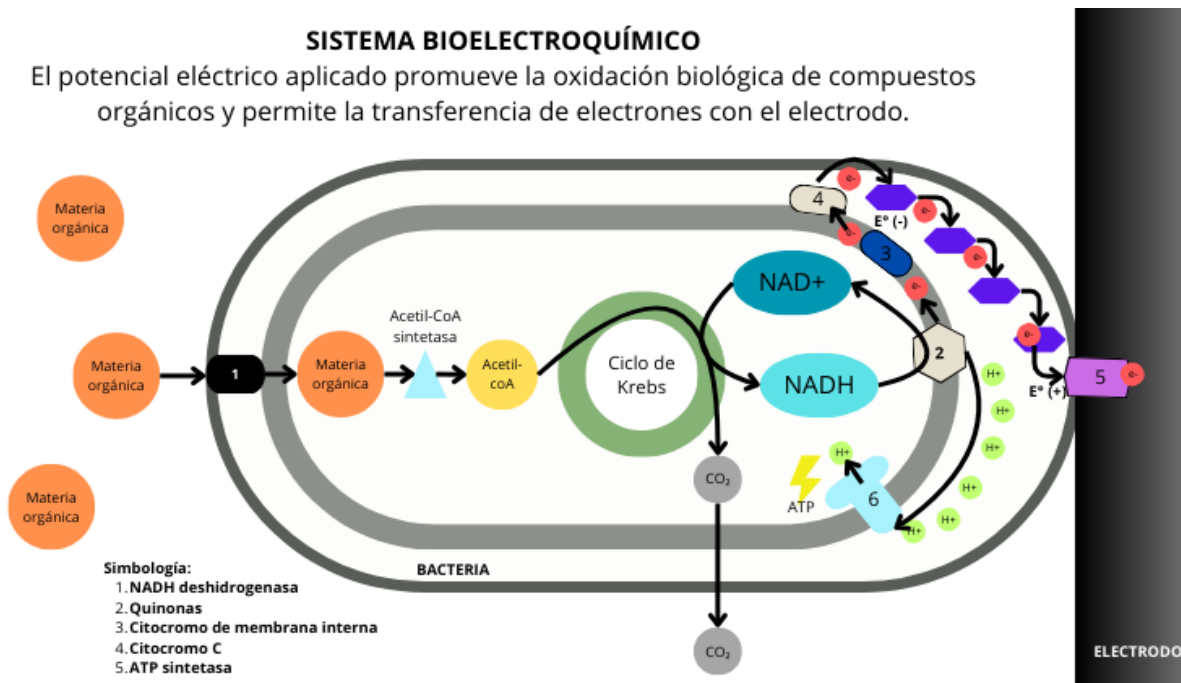 SISTEMA BIOELECTROQUÍMICO
El potencial eléctrico aplicado promueve la oxidación biológica de compuestos
orgánicos y permite la transferencia de electrones con el electrodo.
Materia
orgánica
Materia
orgánica
Materia
orgánica
1
Materia
orgánica
Acetil-CoA
sintetasa
Acetil-
coA
Ciclo de
Krebs
NAD+
NADH
CO₂
CO₂
2
3
4
e-
e-
e-
e-
e-
e-
E° (-)
E° (+)
5
e-
H+
H+
H+
H+
H+
H+
H+
6
ATP
BACTERIA
Simbología:
1. NADH deshidrogenasa
2. Quinonas
3. Citocromo de membrana interna
4. Citocromo C
5. ATP sintetasa
ELECTRODO